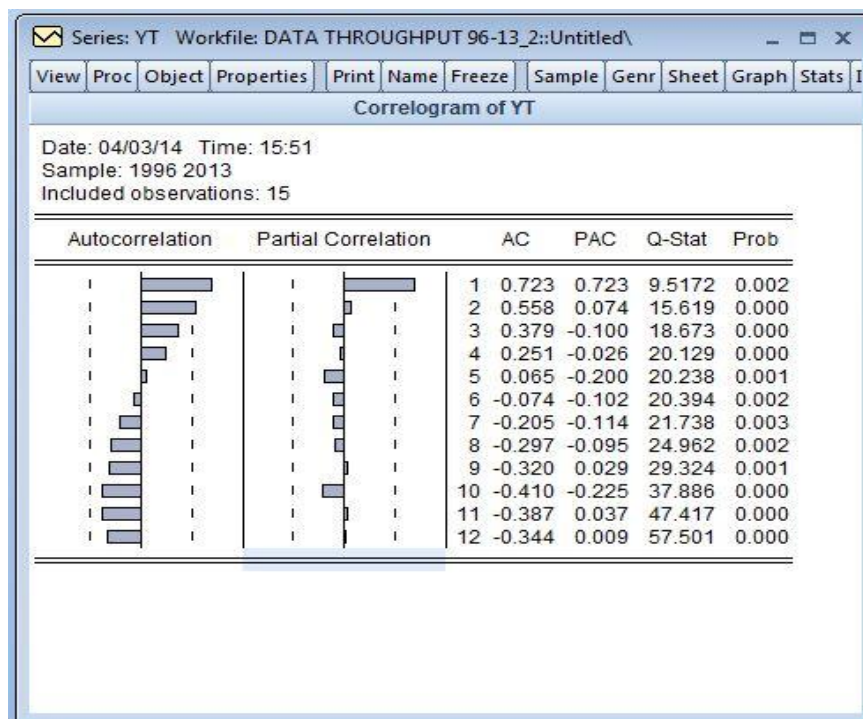 Series: YT Workfile: DATA THROUGHPUT 96-13_2::Untitled\
View Proc Object Properties Print Name Freeze Sample Genr Sheet Graph Stats
Correlogram of YT
Date: 04/03/14 Time: 15:51
Sample: 1996 2013
Included observations: 15
Autocorrelation Partial Correlation AC PAC Q-Stat Prob
1 0.723 0.723 9.5172 0.002
2 0.558 0.074 15.619 0.000
3 0.379 -0.100 18.673 0.000
4 0.251 -0.026 20.129 0.000
5 0.065 -0.200 20.238 0.001
6 -0.074 -0.102 20.394 0.002
7 -0.205 -0.114 21.738 0.003
8 -0.297 -0.095 24.962 0.002
9 -0.320 0.029 29.324 0.001
10 -0.410 -0.225 37.886 0.000
11 -0.387 0.037 47.417 0.000
12 -0.344 0.009 57.501 0.000